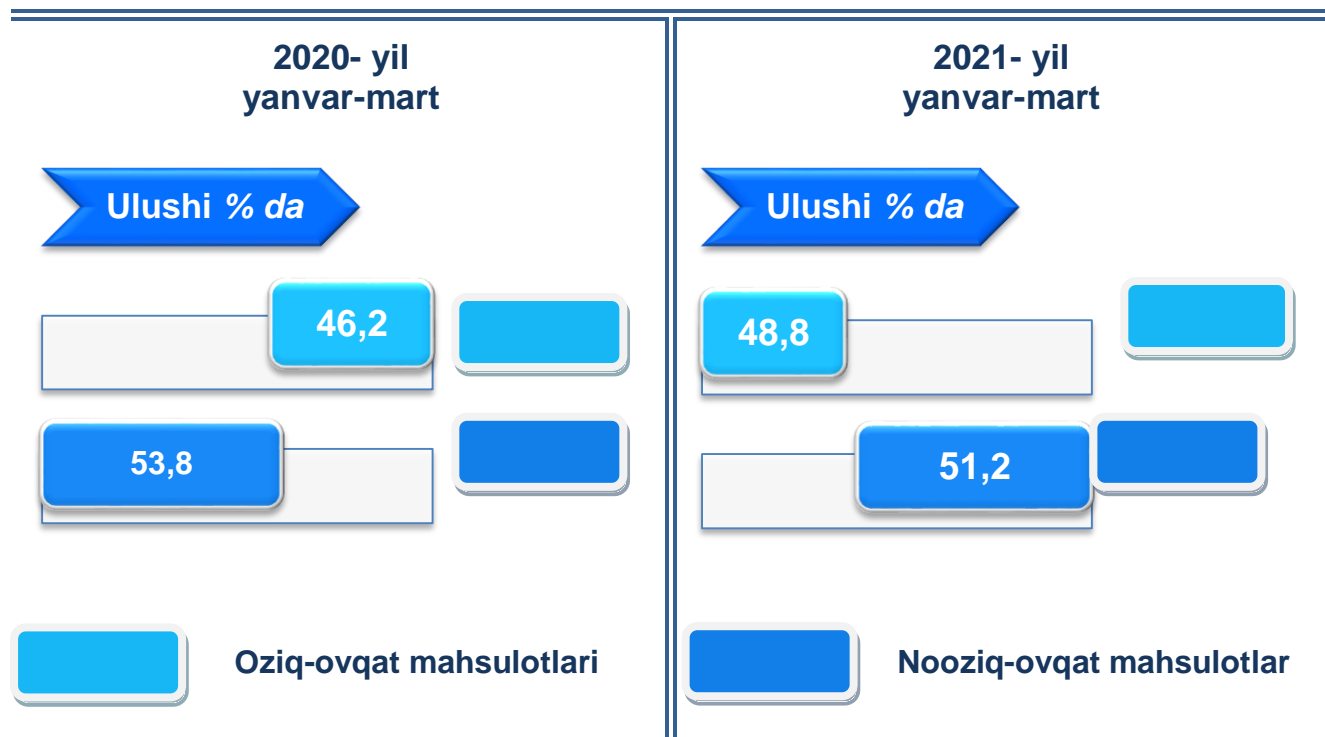 2020- yil
yanvar-mart
Ulushi % da
46,2
53,8
2021- yil
yanvar-mart
Ulushi % da
48,8
51,2
Oziq-ovqat mahsulotlari
Nooziq-ovqat mahsulotlar